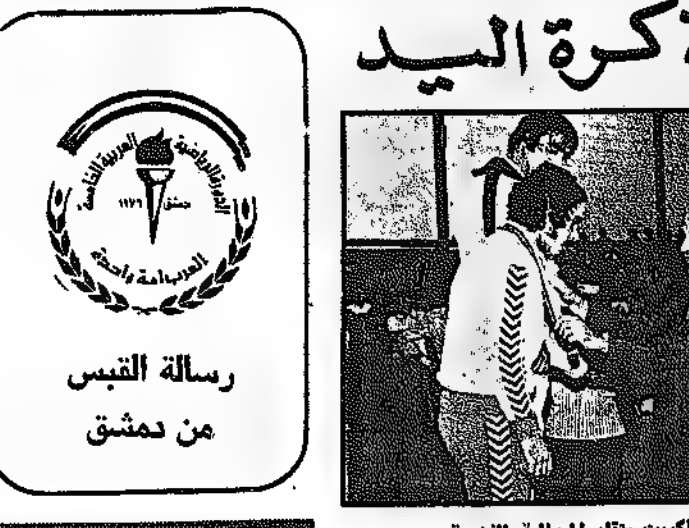 كرة اليد
الدورة الرياضية العربية الخامسة
دمشق ١٩٧٦
العرب أمة واحدة
رسالة القبس
من دمشق